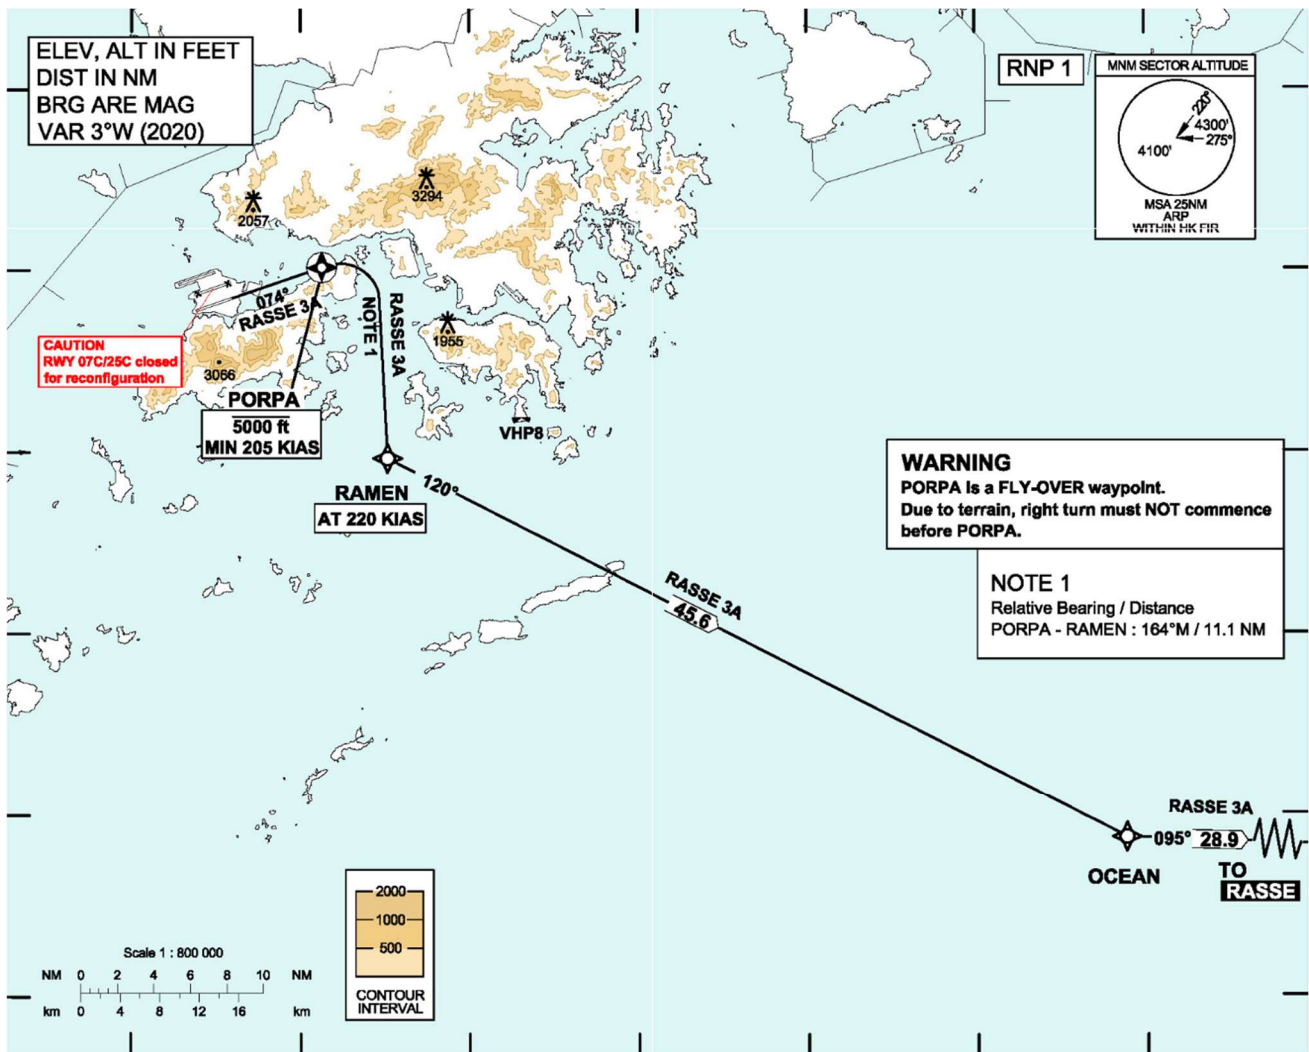 ELEV, ALT IN FEET
DIST IN NM
BRG ARE MAG
VAR 3°W (2020)
RNP 1
MNM SECTOR ALTITUDE
220°
4300'
275°
4100'
MSA 25NM
ARP
WITHIN HK FIR
3294
2057
074°
RASSE 3A
NOTE 1
RASSE 3A
1955
CAUTION
RWY 07C/25C closed
for reconfiguration
3066
PORPA
5000 ft
MIN 205 KIAS
VHP8
RAMEN
AT 220 KIAS
120°
WARNING
PORPA is a FLY-OVER waypoint.
Due to terrain, right turn must NOT commence
before PORPA.
NOTE 1
Relative Bearing / Distance
PORPA - RAMEN : 164°M / 11.1 NM
RASSE 3A
45.6
RASSE 3A
095° 28.9
OCEAN
TO
RASSE
2000
1000
500
CONTOUR
INTERVAL
Scale 1 : 800 000
NM 0 2 4 6 8 10 NM
km 0 4 8 12 16 km